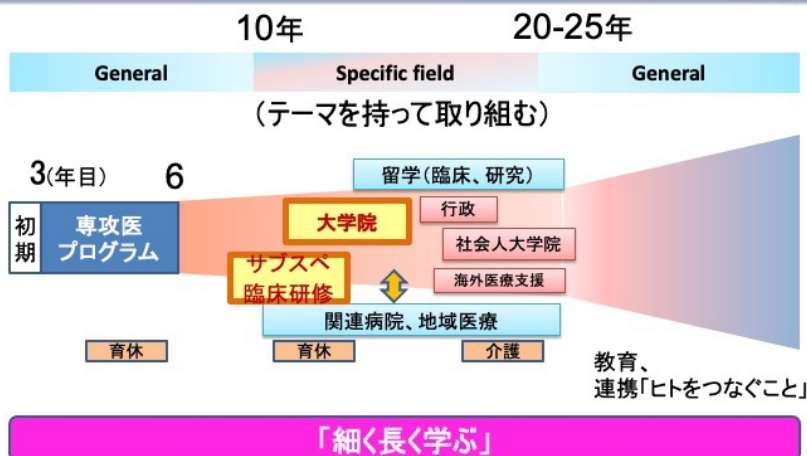 10年
20-25年
General
Specific field
General
(テーマを持って取り組む)
3(年目)
6
留学(臨床、研究)
初
期
専攻医
プログラム
大学院
行政
社会人大学院
サブスペ
臨床研修
海外医療支援
関連病院、地域医療
育休
育休
介護
教育、
連携「ヒトをつなぐこと」
「細く長く学ぶ」